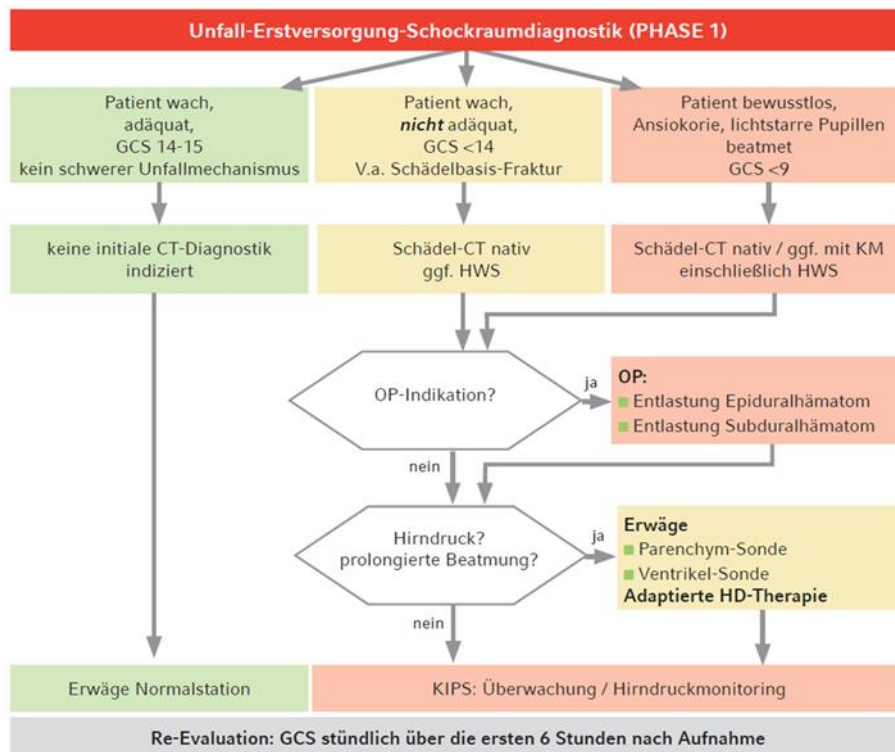 Unfall-Erstversorgung-Schockraumdiagnostik (PHASE 1)
Patient wach,
adäquat,
GCS 14-15
kein schwerer Unfallmechanismus
Patient wach,
nicht adäquat,
GCS <14
V.a. Schädelbasis-Fraktur
Patient bewusstlos,
Ansiokorie, lichtstarre Pupillen
beatmet
GCS <9
keine initiale CT-Diagnostik
indiziert
Schädel-CT nativ
ggf. HWS
Schädel-CT nativ / ggf. mit KM
einschließlich HWS
OP-Indikation?
ja
OP:
Entlastung Epiduralhämatom
Entlastung Subduralhämatom
nein
Hirndruck?
prolongierte Beatmung?
ja
Erwäge
Parenchym-Sonde
Ventrikel-Sonde
Adaptierte HD-Therapie
nein
Erwäge Normalstation
KIPS: Überwachung / Hirndruckmonitoring
Re-Evaluation: GCS stündlich über die ersten 6 Stunden nach Aufnahme